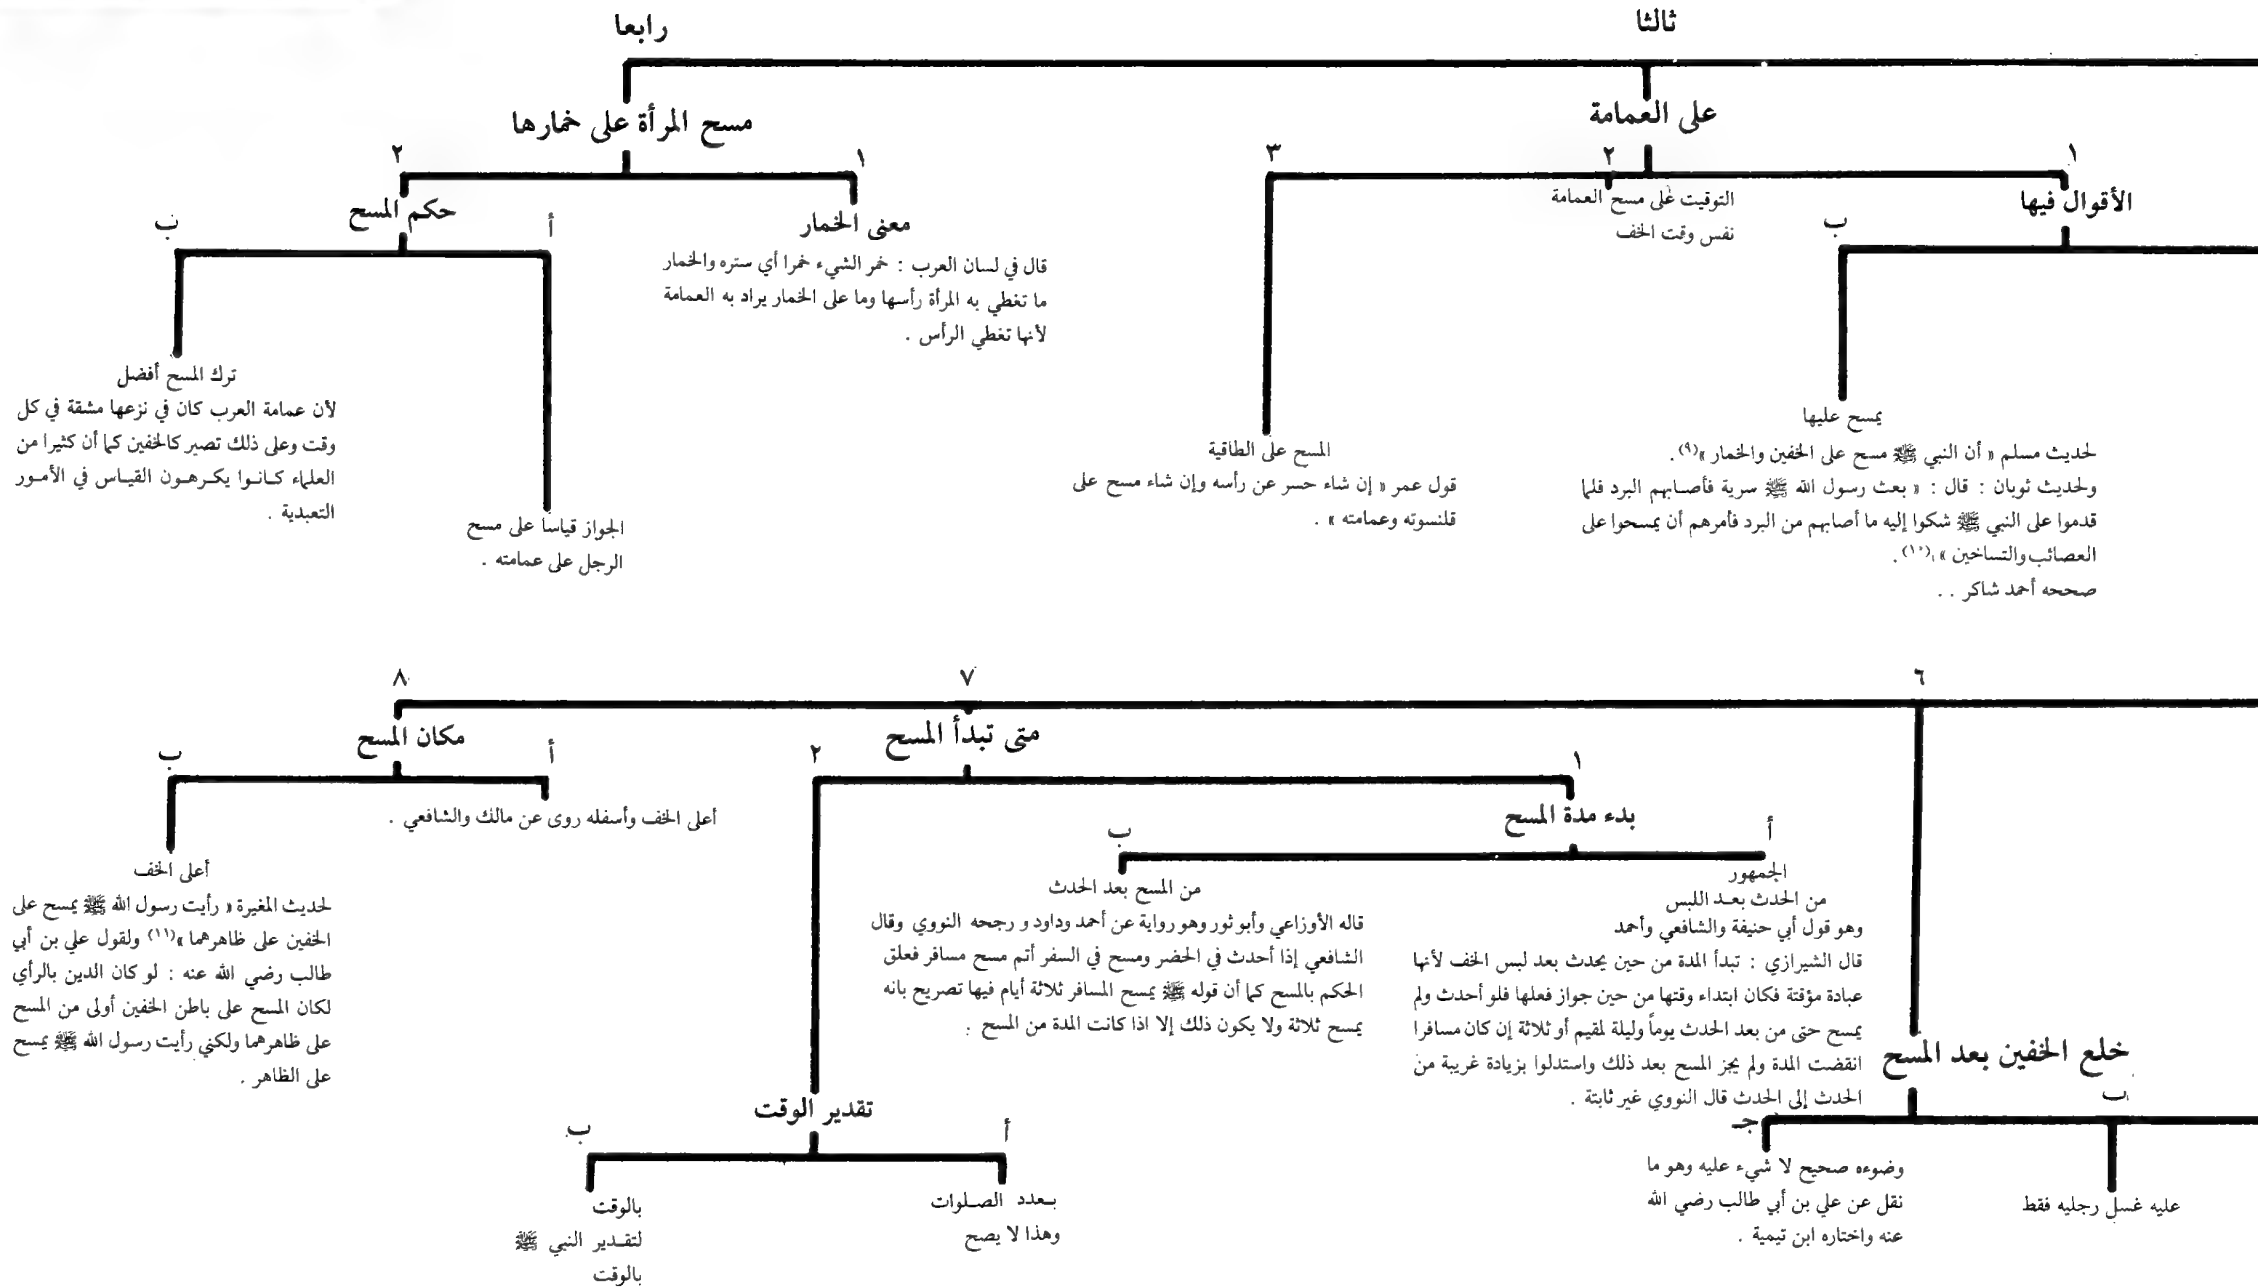 ثالثا
على العمامة
١
الأقوال فيها
ب
يمسح عليها
لحديث مسلم « أن النبي ﷺ مسح على الخفين والخمار »(٩).
ولحديث ثوبان : قال : « بعث رسول الله ﷺ سرية فأصابهم البرد فلما
قدموا على النبي ﷺ شكوا إليه ما أصابهم من البرد فأمرهم أن يمسحوا على
العصائب والتساخين »(١٠).
صححه أحمد شاكر . .
٢
التوقيت على مسح العمامة
نفس وقت الخف
٣
المسح على الطاقية
قول عمر « إن شاء حسر عن رأسه وإن شاء مسح على
قلنسوته وعمامته » .
رابعا
مسح المرأة على خمارها
١
معنى الخمار
قال في لسان العرب : خمر الشيء خمرا أي ستره والخمار
ما تغطي به المرأة رأسها وما على الخمار يراد به العمامة
لأنها تغطي الرأس .
٢
حكم المسح
أ
الجواز قياسا على مسح
الرجل على عمامته .
ب
ترك المسح أفضل
لأن عمامة العرب كان في نزعها مشقة في كل
وقت وعلى ذلك تصير كالخفين كما أن كثيرا من
العلماء كانوا يكرهون القياس في الأمور
التعبدية .
٦
خلع الخفين بعد المسح
ب
عليه غسل رجليه فقط
جـ
وضوءه صحيح لا شيء عليه وهو ما
نقل عن علي بن أبي طالب رضي الله
عنه واختاره ابن تيمية .
٧
متى تبدأ المسح
١
بدء مدة المسح
أ
الجمهور
من الحدث بعد اللبس
وهو قول أبي حنيفة والشافعي وأحمد
قال الشيرازي : تبدأ المدة من حين يحدث بعد لبس الخف لأنها
عبادة مؤقتة فكان ابتداء وقتها من حين جواز فعلها فلو أحدث ولم
يمسح حتى من بعد الحدث يوماً وليلة لمقيم أو ثلاثة إن كان مسافرا
انقضت المدة ولم يجز المسح بعد ذلك واستدلوا بزيادة غريبة من
الحدث إلى الحدث قال النووي غير ثابتة .
ب
من المسح بعد الحدث
قاله الأوزاعي وأبو ثور وهو رواية عن أحمد وداود و رجحه النووي وقال
الشافعي إذا أحدث في الحضر ومسح في السفر أتم مسح مسافر فعلق
الحكم بالمسح كما أن قوله ﷺ يمسح المسافر ثلاثة أيام فيها تصريح بانه
يمسح ثلاثة ولا يكون ذلك إلا اذا كانت المدة من المسح .
٢
تقدير الوقت
أ
بعدد الصلوات
وهذا لا يصح
ب
بالوقت
لتقدير النبي ﷺ
بالوقت
٨
مكان المسح
أ
أعلى الخف وأسفله روى عن مالك والشافعي .
ب
أعلى الخف
لحديث المغيرة « رأيت رسول الله ﷺ يمسح على
الخفين على ظاهرهما »(١١) ولقول علي بن أبي
طالب رضي الله عنه : لو كان الدين بالرأي
لكان المسح على باطن الخفين أولى من المسح
على ظاهرهما ولكني رأيت رسول الله ﷺ يمسح
على الظاهر .